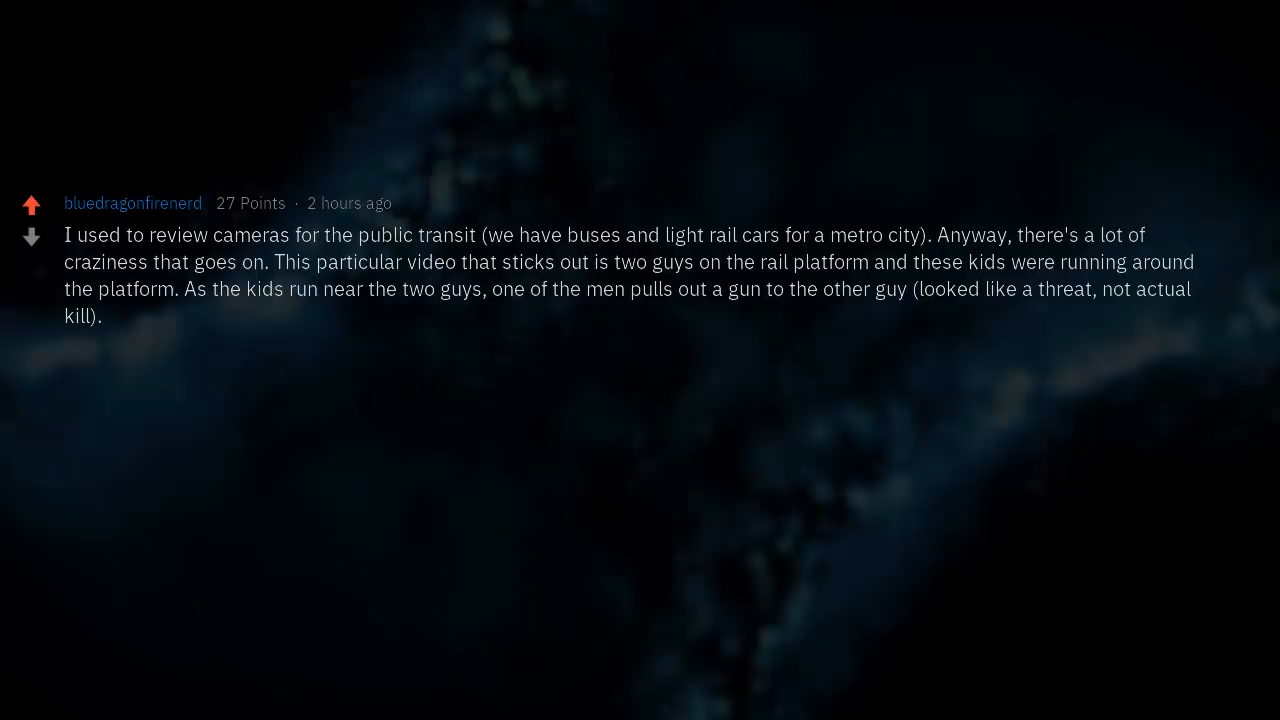 bluedragonfirenerd 27 Points · 2 hours ago
I used to review cameras for the public transit (we have buses and light rail cars for a metro city). Anyway, there's a lot of
craziness that goes on. This particular video that sticks out is two guys on the rail platform and these kids were running around
the platform. As the kids run near the two guys, one of the men pulls out a gun to the other guy (looked like a threat, not actual
kill).